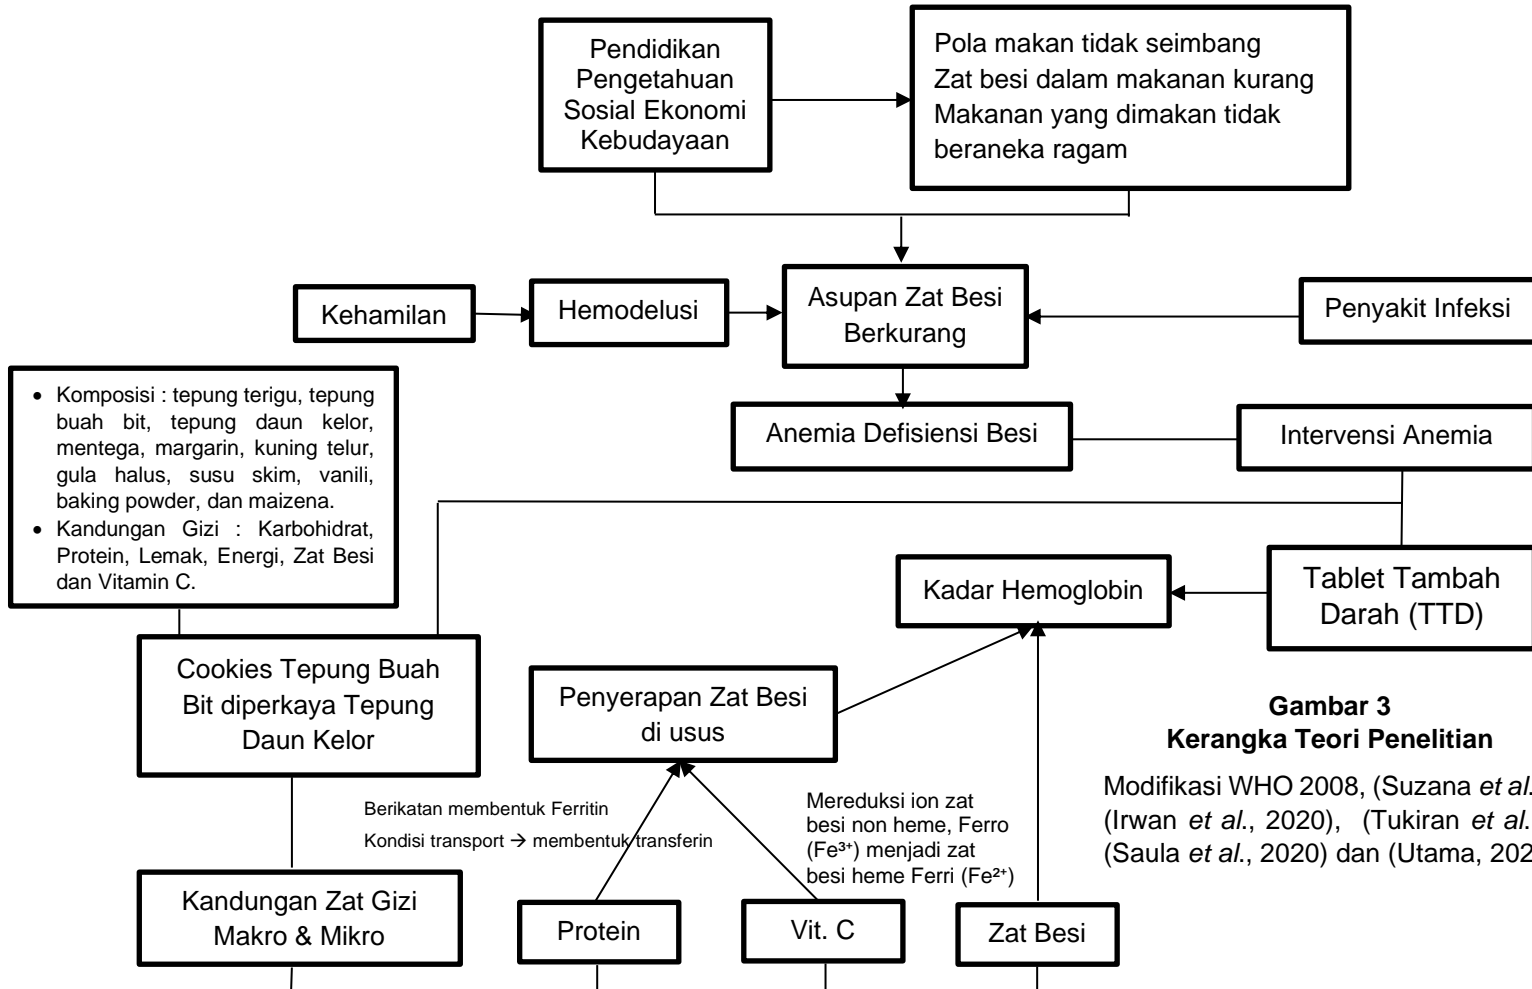 Pendidikan
Pengetahuan
Sosial Ekonomi
Kebudayaan
Pola makan tidak seimbang
Zat besi dalam makanan kurang
Makanan yang dimakan tidak
beraneka ragam
Kehamilan
Hemodelusi
Asupan Zat Besi
Berkurang
Penyakit Infeksi
• Komposisi : tepung terigu, tepung
buah bit, tepung daun kelor,
mentega, margarin, kuning telur,
gula halus, susu skim, vanili,
baking powder, dan maizena.
• Kandungan Gizi : Karbohidrat,
Protein, Lemak, Energi, Zat Besi
dan Vitamin C.
Anemia Defisiensi Besi
Intervensi Anemia
Kadar Hemoglobin
Tablet Tambah
Darah (TTD)
Cookies Tepung Buah
Bit diperkaya Tepung
Daun Kelor
Penyerapan Zat Besi
di usus
Gambar 3
Kerangka Teori Penelitian
Modifikasi WHO 2008, (Suzana et al.
(Irwan et al., 2020), (Tukiran et al.
(Saula et al., 2020) dan (Utama, 202
Berikatan membentuk Ferritin
Kondisi transport → membentuk transferin
Mereduksi ion zat
besi non heme, Ferro
(Fe³⁺) menjadi zat
besi heme Ferri (Fe²⁺)
Kandungan Zat Gizi
Makro & Mikro
Protein
Vit. C
Zat Besi